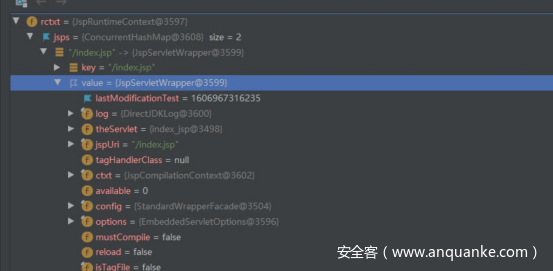 rctxt = {JspRuntimeContext@3597}
jsps = {ConcurrentHashMap@3608} size = 2
"/index.jsp" -> {JspServletWrapper@3599}
key = "/index.jsp"
value = {JspServletWrapper@3599}
lastModificationTest = 1606967316235
log = {DirectJDKLog@3600}
theServlet = {index_jsp@3498}
jspUri = "/index.jsp"
tagHandlerClass = null
ctxt = {JspCompilationContext@3602}
available = 0
config = {StandardWrapperFacade@3504}
options = {EmbeddedServletOptions@3596}
mustCompile = false
reload = false
isTagFile = false
安全客（www.anquanke.com）